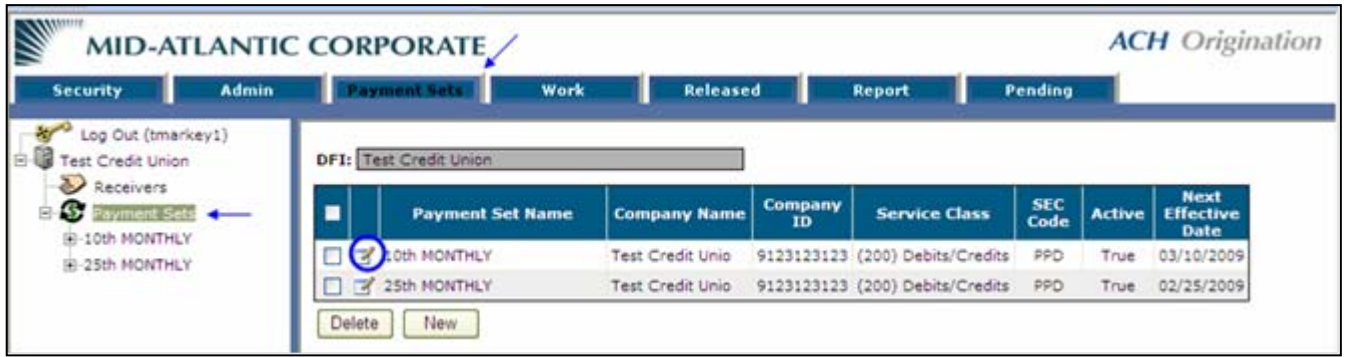 MID-ATLANTIC CORPORATE
ACH Origination
Security Admin Payment Sets Work Released Report Pending
Log Out (tmarkey1)
Test Credit Union
Receivers
Payment Sets
10th MONTHLY
25th MONTHLY
DFI: Test Credit Union
Payment Set Name Company Name Company ID Service Class SEC Code Active Next Effective Date
10th MONTHLY Test Credit Unio 9123123123 (200) Debits/Credits PPD True 03/10/2009
25th MONTHLY Test Credit Unio 9123123123 (200) Debits/Credits PPD True 02/25/2009
Delete New